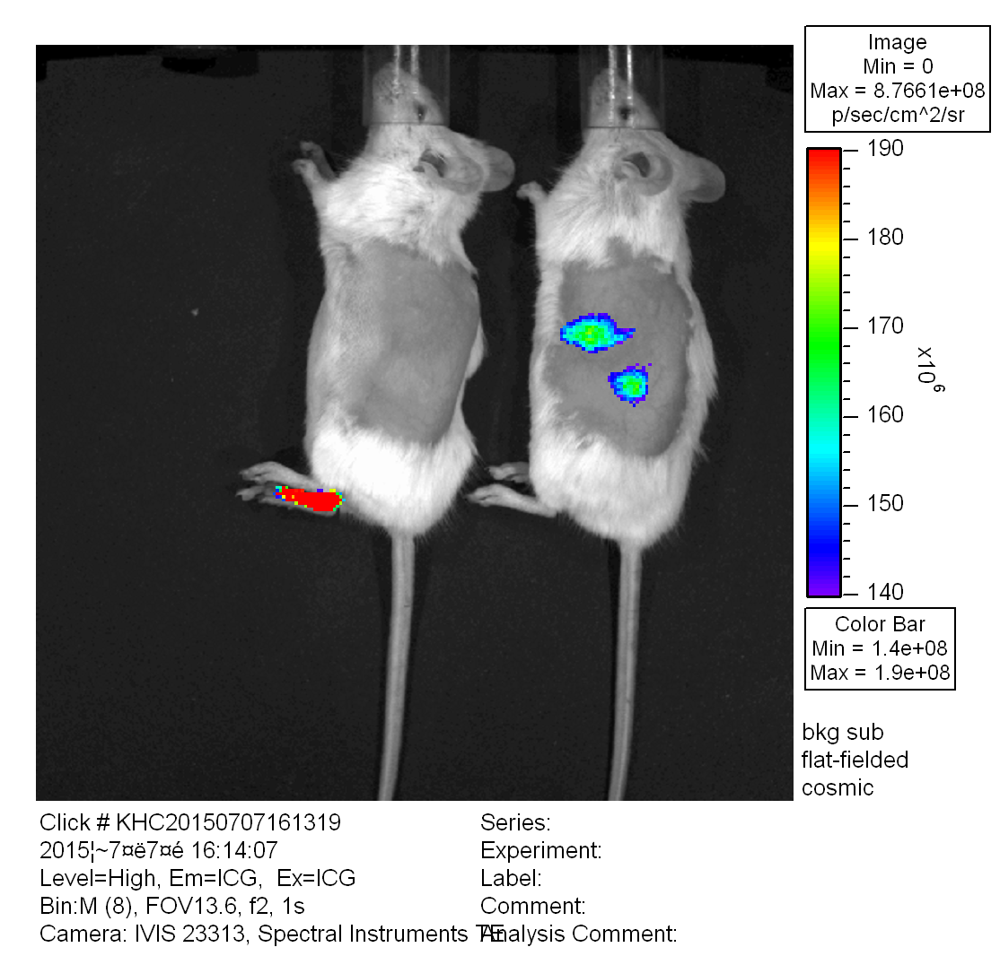 Image
Min = 0
Max = 8.7661e+08
p/sec/cm^2/sr
190
180
170
160
150
140
x10^6
Color Bar
Min = 1.4e+08
Max = 1.9e+08
bkg sub
flat-fielded
cosmic
Click # KHC20150707161319
2015¦~7¤ë7¤é 16:14:07
Level=High, Em=ICG,  Ex=ICG
Bin:M (8), FOV13.6, f2, 1s
Camera: IVIS 23313, Spectral Instruments TE
Series:
Experiment:
Label:
Comment:
Analysis Comment: